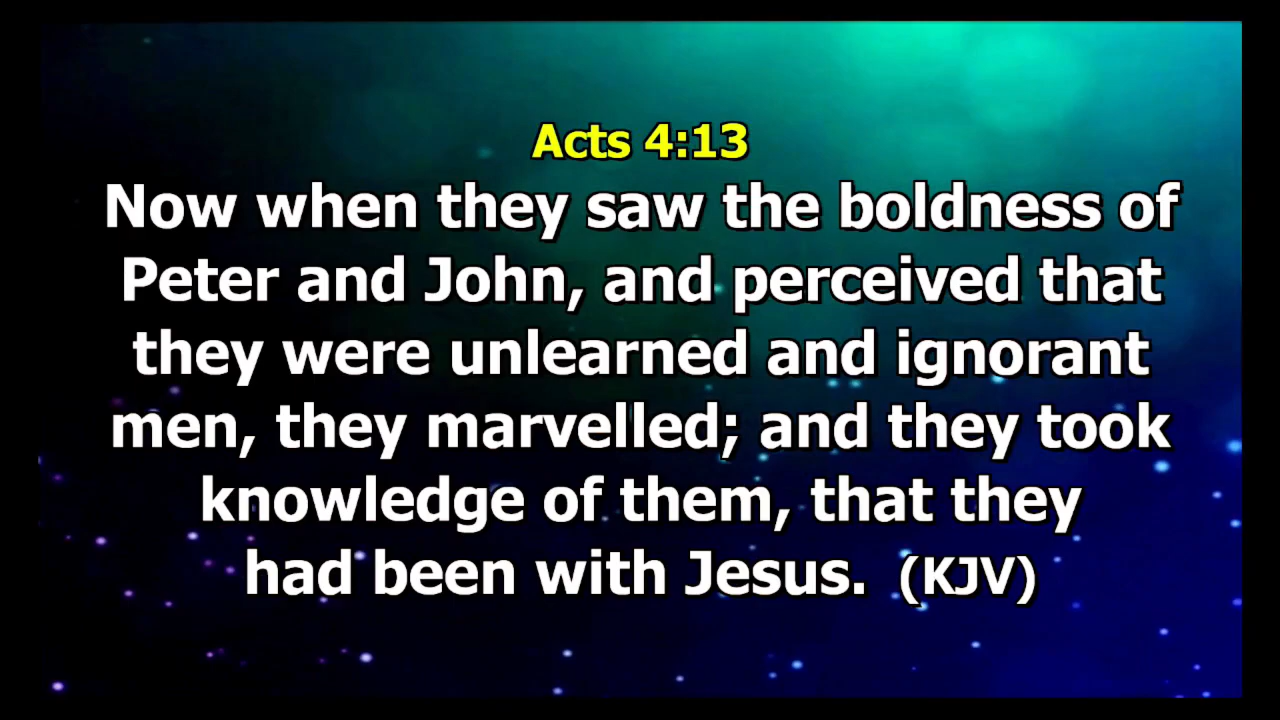 Acts 4:13
Now when they saw the boldness of
Peter and John, and perceived that
they were unlearned and ignorant
men, they marvelled; and they took
knowledge of them, that they
had been with Jesus. (KJV)